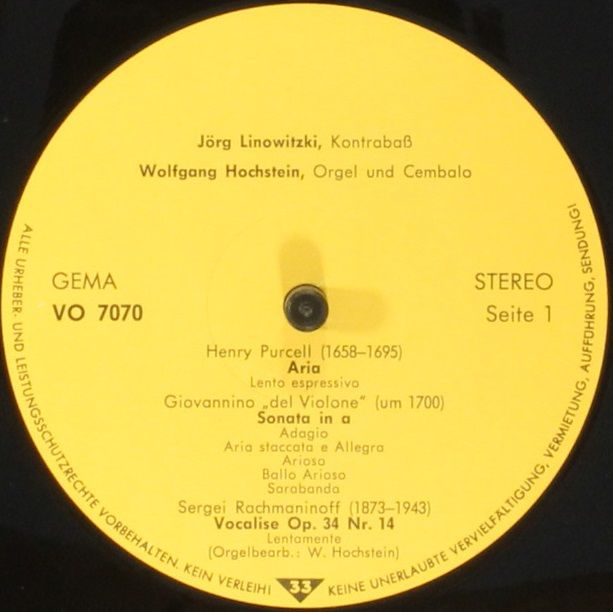 Jörg Linowitzki, Kontrabaß
Wolfgang Hochstein, Orgel und Cembalo
GEMA
VO 7070
STEREO
Seite 1
Henry Purcell (1658–1695)
Aria
Lento espressivo
Giovannino „del Violone“ (um 1700)
Sonata in a
Adagio
Aria staccata e Allegra
Arioso
Ballo Arioso
Sarabanda
Sergei Rachmaninoff (1873–1943)
Vocalise Op. 34 Nr. 14
Lentamente
(Orgelbearb.: W. Hochstein)
ALLE URHEBER- UND LEISTUNGSSCHUTZRECHTE VORBEHALTEN. KEIN VERLEIH!
33
KEINE UNERLAUBTE VERVIELFÄLTIGUNG, VERMIETUNG, AUFFÜHRUNG, SENDUNG!